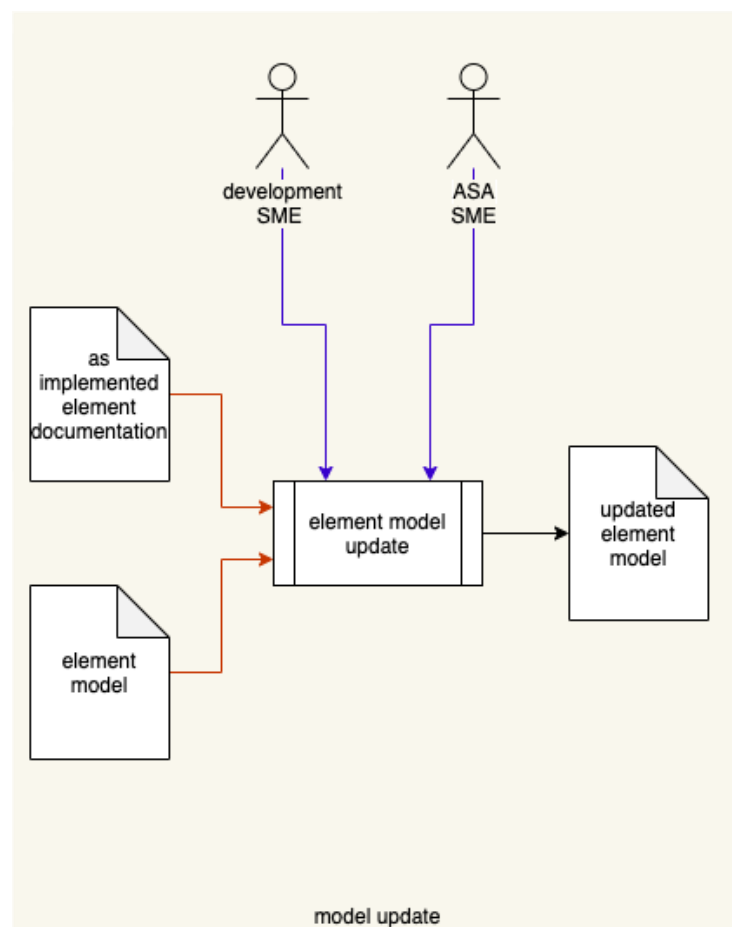 development
SME
ASA
SME
as
implemented
element
documentation
element model
update
updated
element
model
element
model
model update